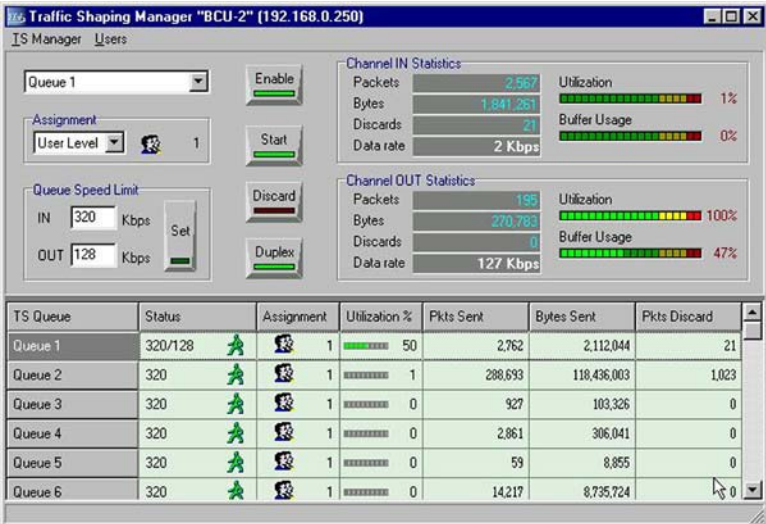 Traffic Shaping Manager "BCU-2" (192.168.0.250)
TS Manager Users
Queue 1
Assignment
User Level 1
Queue Speed Limit
IN 320 Kbps
OUT 128 Kbps
Set
Enable
Start
Discard
Duplex
Channel IN Statistics
Packets 2,567
Bytes 1,841,261
Discards 21
Data rate 2 Kbps
Utilization
1%
Buffer Usage
0%
Channel OUT Statistics
Packets 195
Bytes 270,783
Discards 0
Data rate 127 Kbps
Utilization
100%
Buffer Usage
47%
TS Queue Status Assignment Utilization % Pkts Sent Bytes Sent Pkts Discard
Queue 1 320/128 1 50 2,762 2,112,044 21
Queue 2 320 1 1 288,693 118,436,003 1,023
Queue 3 320 1 0 927 103,326 0
Queue 4 320 1 0 2,861 306,041 0
Queue 5 320 1 0 59 8,855 0
Queue 6 320 1 0 14,217 8,735,724 0